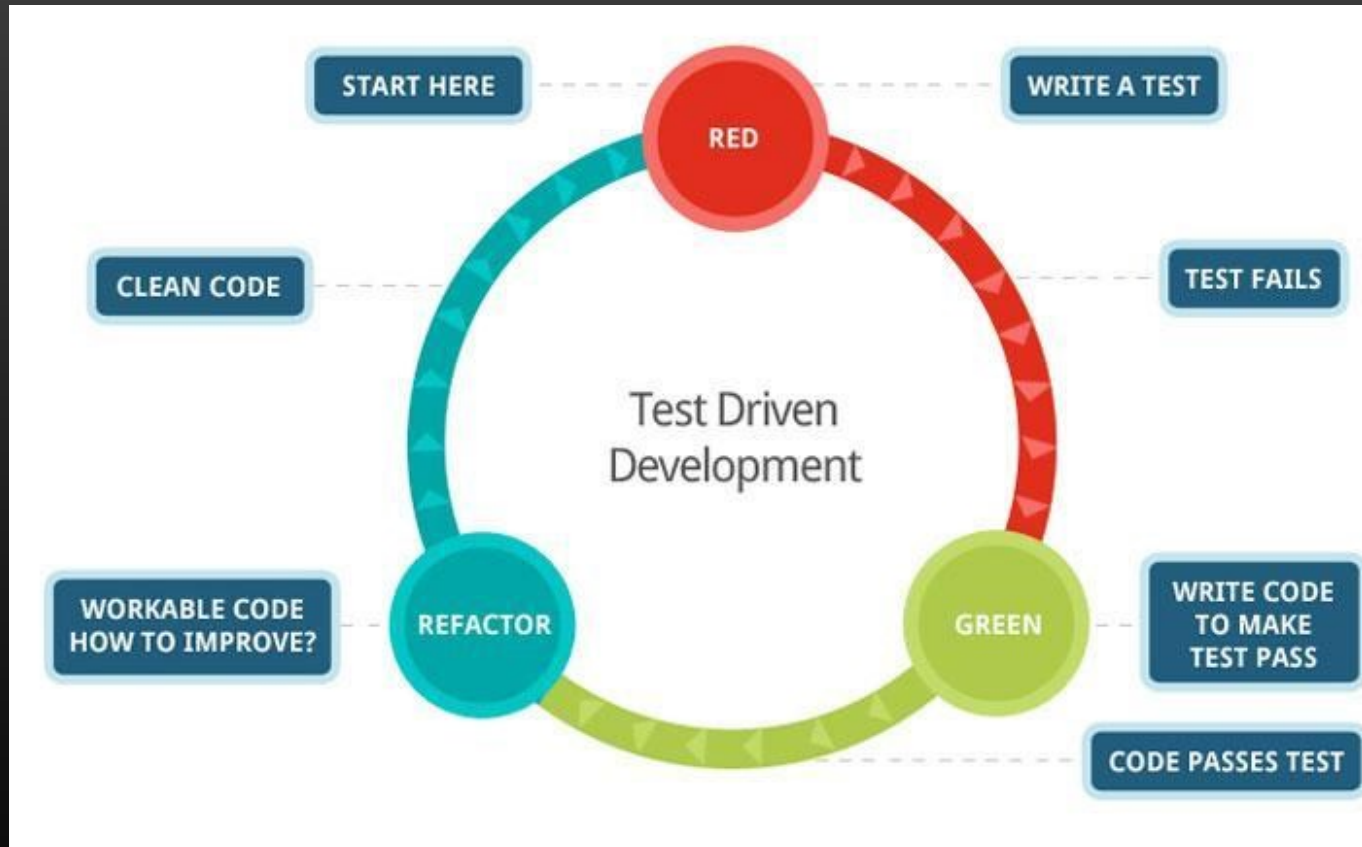 START HERE
RED
WRITE A TEST
CLEAN CODE
TEST FAILS
Test Driven
Development
WORKABLE CODE
HOW TO IMPROVE?
REFACTOR
GREEN
WRITE CODE
TO MAKE
TEST PASS
CODE PASSES TEST